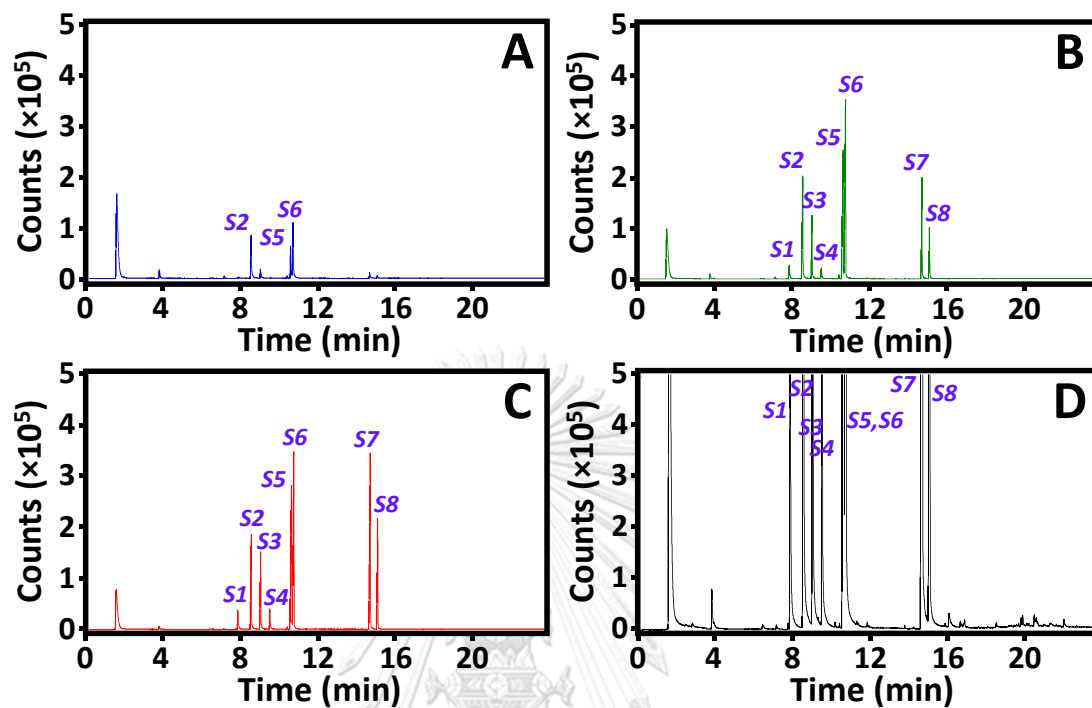 A
Counts (×10⁵)
5
4
3
2
1
0
S2
S5
S6
0 4 8 12 16 20
Time (min)
B
Counts (×10⁵)
5
4
3
2
1
0
S1
S2
S3
S4
S5
S6
S7
S8
0 4 8 12 16 20
Time (min)
C
Counts (×10⁵)
5
4
3
2
1
0
S1
S2
S3
S4
S5
S6
S7
S8
0 4 8 12 16 20
Time (min)
D
Counts (×10⁵)
5
4
3
2
1
0
S1
S2
S3
S4
S5,S6
S7
S8
0 4 8 12 16 20
Time (min)